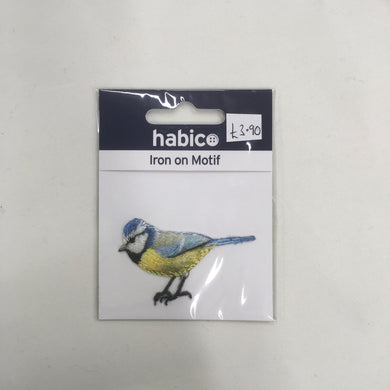 habico
£3.90
Iron on Motif